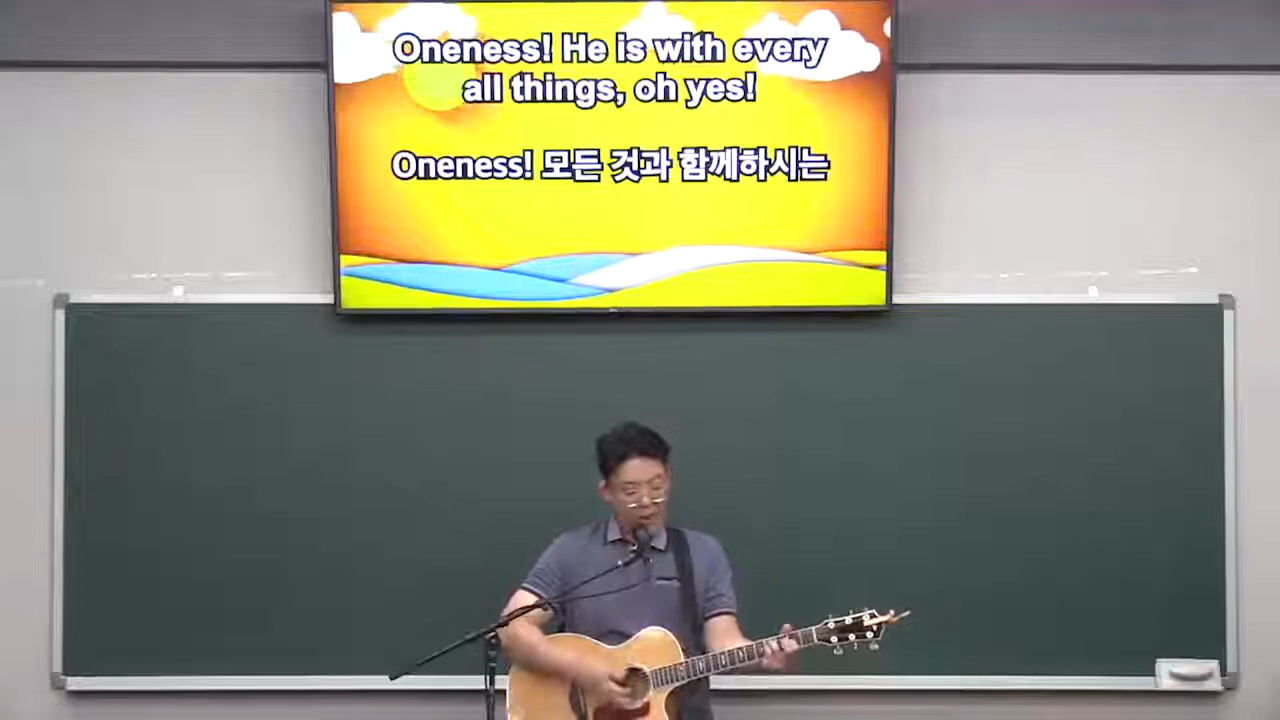 Oneness! He is with every
all things, oh yes!
Oneness! 모든 것과 함께하시는